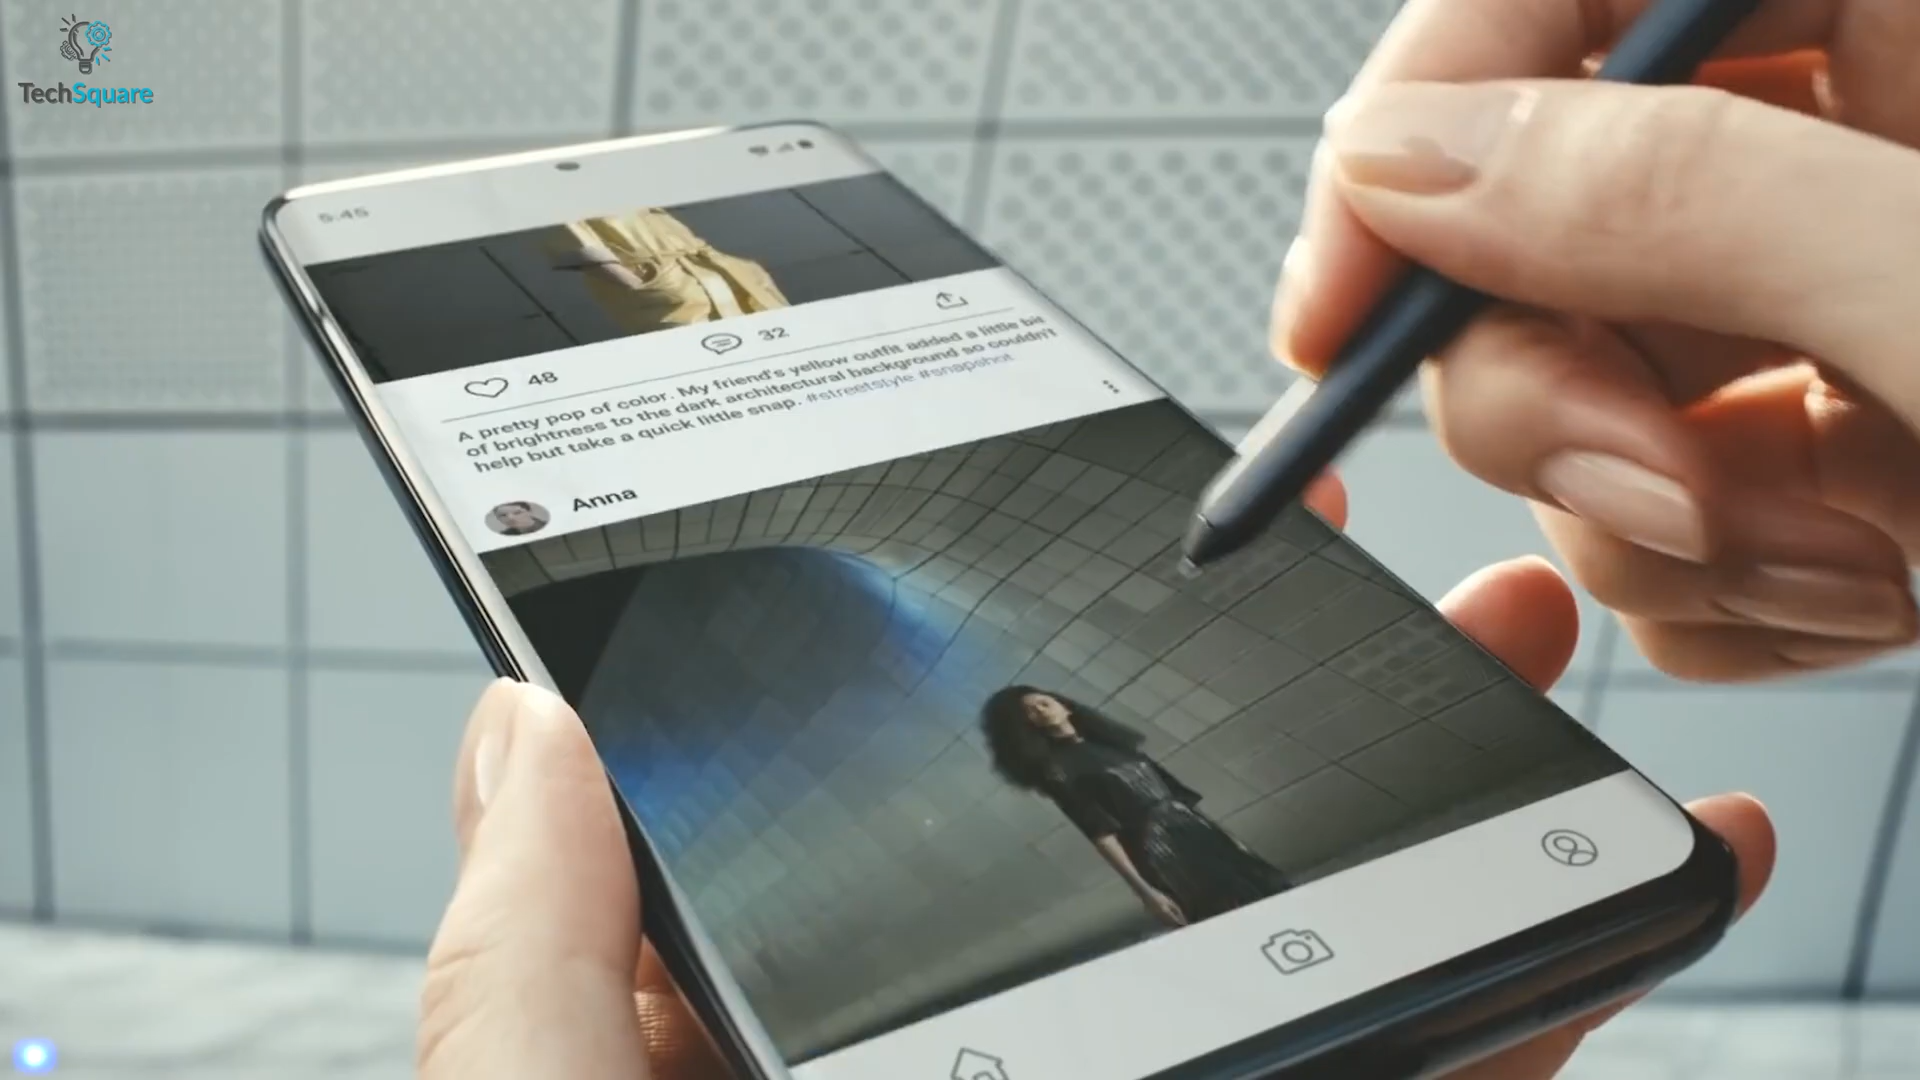 TechSquare
5:45
48
32
A pretty pop of color. My friend's yellow outfit added a little bit
of brightness to the dark architectural background so couldn't
help but take a quick little snap. #streetstyle #snapshot
Anna